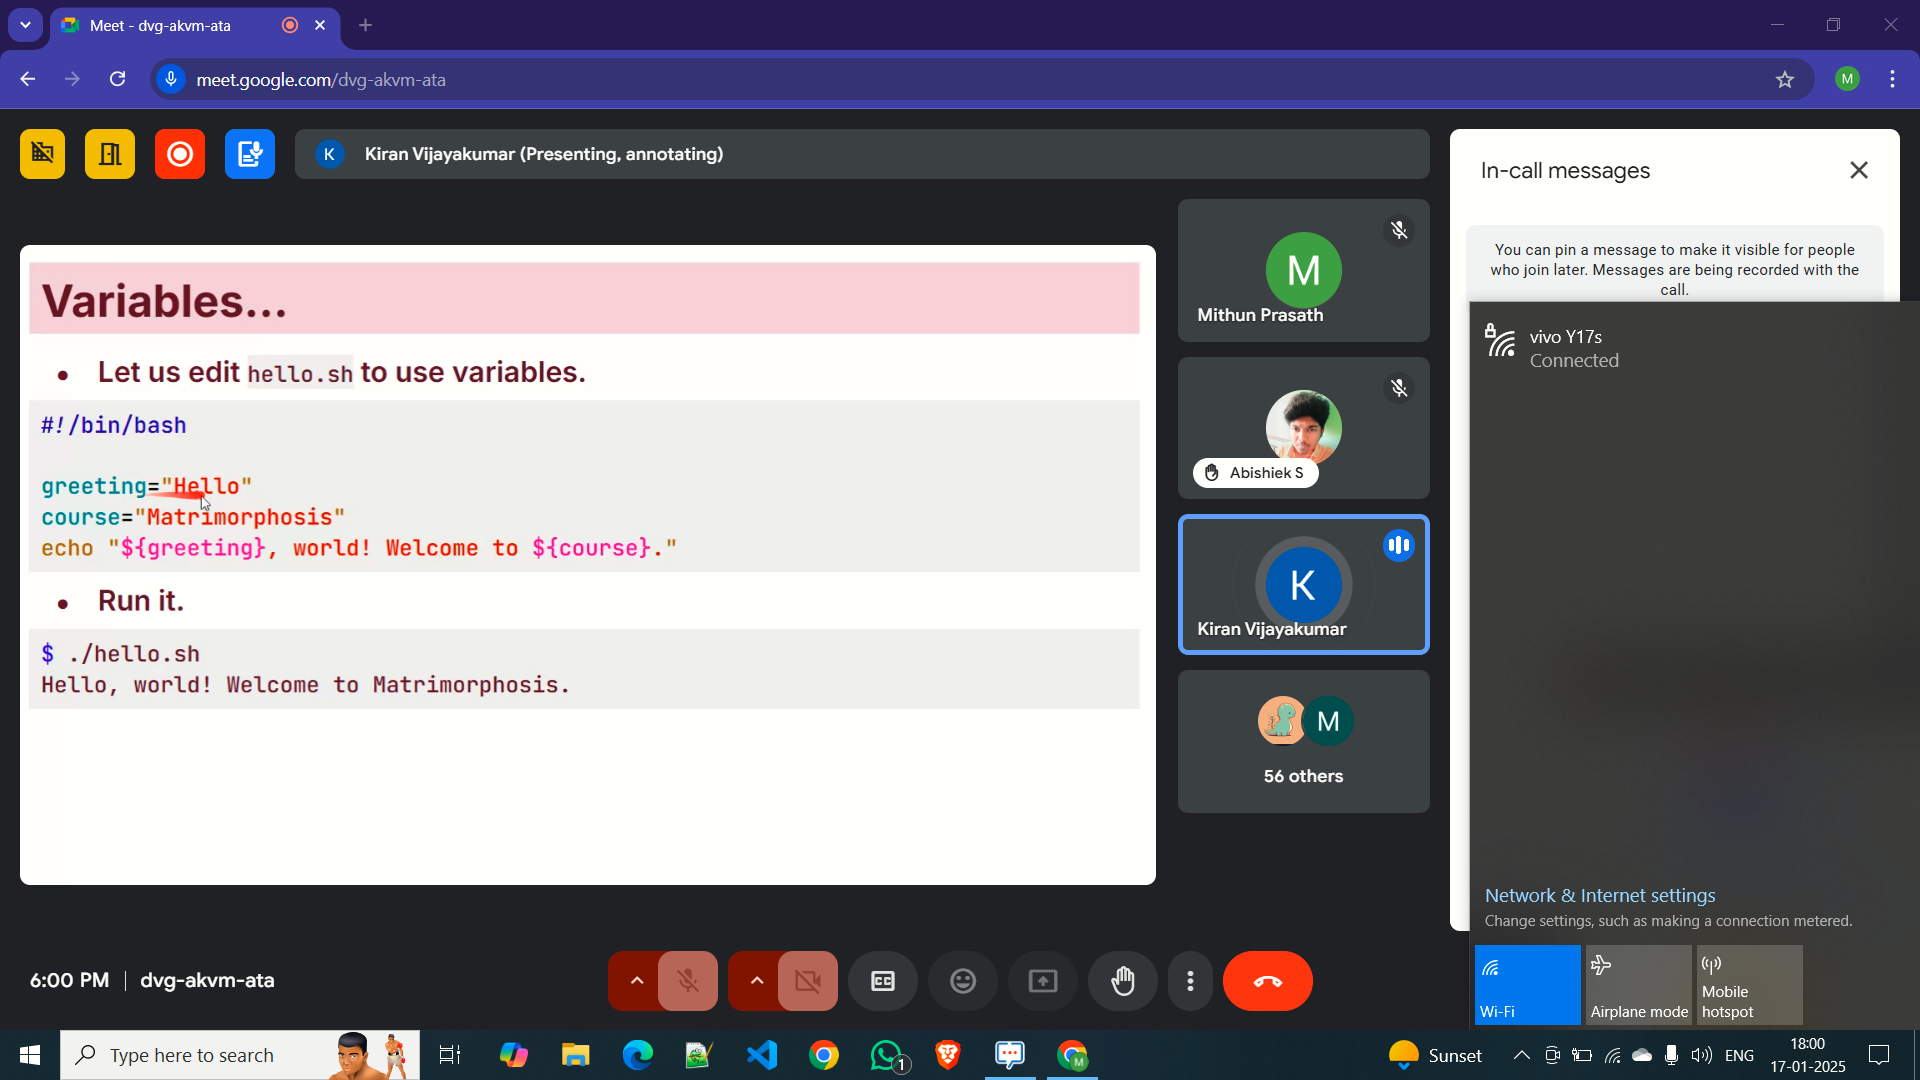 Meet - dvg-akvm-ata
meet.google.com/dvg-akvm-ata
M
K
Kiran Vijayakumar (Presenting, annotating)
In-call messages
You can pin a message to make it visible for people
who join later. Messages are being recorded with the
call.
Variables...
• Let us edit hello.sh to use variables.
#!/bin/bash
greeting="Hello"
course="Matrimorphosis"
echo "${greeting}, world! Welcome to ${course}."
• Run it.
$ ./hello.sh
Hello, world! Welcome to Matrimorphosis.
M
Mithun Prasath
Abishiek S
K
Kiran Vijayakumar
M
56 others
vivo Y17s
Connected
Network & Internet settings
Change settings, such as making a connection metered.
Wi-Fi
Airplane mode
Mobile
hotspot
6:00 PM
dvg-akvm-ata
CC
Type here to search
1
M
Sunset
ENG
18:00
17-01-2025